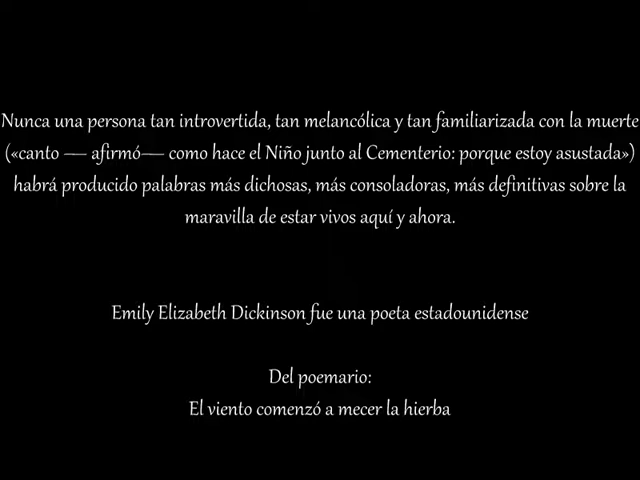 Nunca una persona tan introvertida, tan melancólica y tan familiarizada con la muerte
(«canto — afirmó— como hace el Niño junto al Cementerio: porque estoy asustada»)
habrá producido palabras más dichosas, más consoladoras, más definitivas sobre la
maravilla de estar vivos aquí y ahora.
Emily Elizabeth Dickinson fue una poeta estadounidense
Del poemario:
El viento comenzó a mecer la hierba